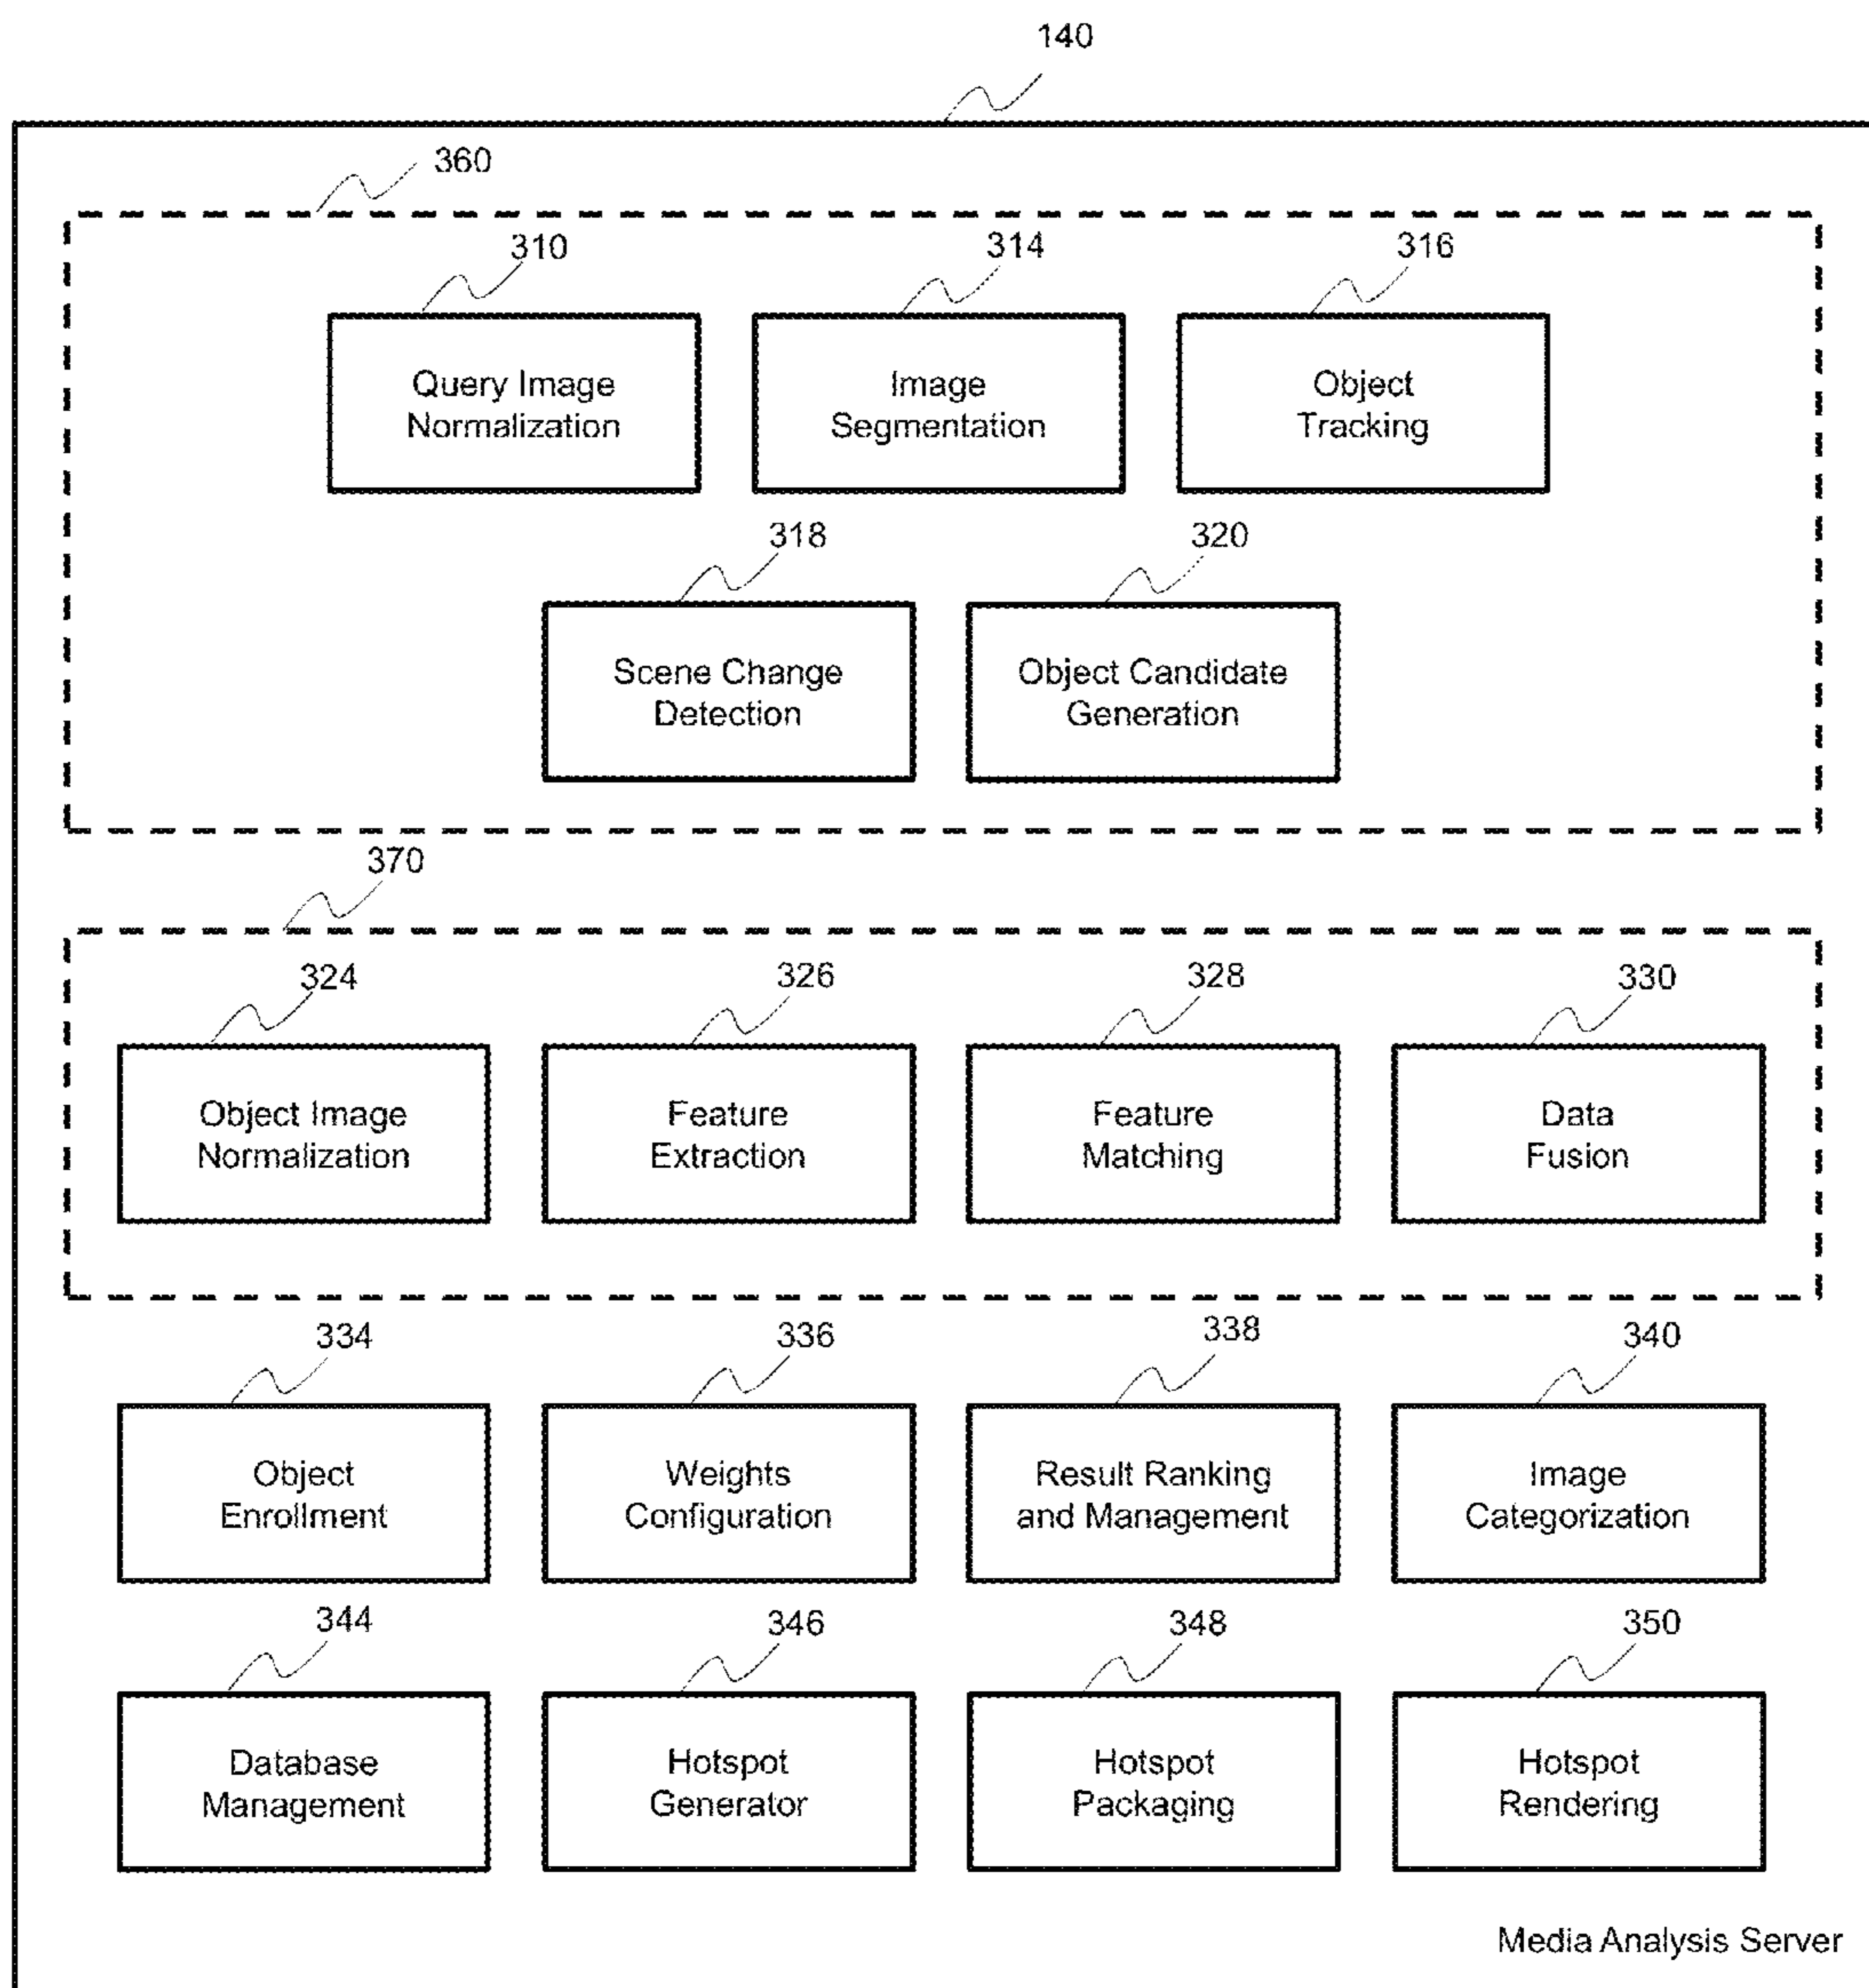 140
360
310
314
316
Query Image
Normalization
Image
Segmentation
Object
Tracking
318
320
Scene Change
Detection
Object Candidate
Generation
370
324
326
328
330
Object Image
Normalization
Feature
Extraction
Feature
Matching
Data
Fusion
334
336
338
340
Object
Enrollment
Weights
Configuration
Result Ranking
and Management
Image
Categorization
344
346
348
350
Database
Management
Hotspot
Generator
Hotspot
Packaging
Hotspot
Rendering
Media Analysis Server